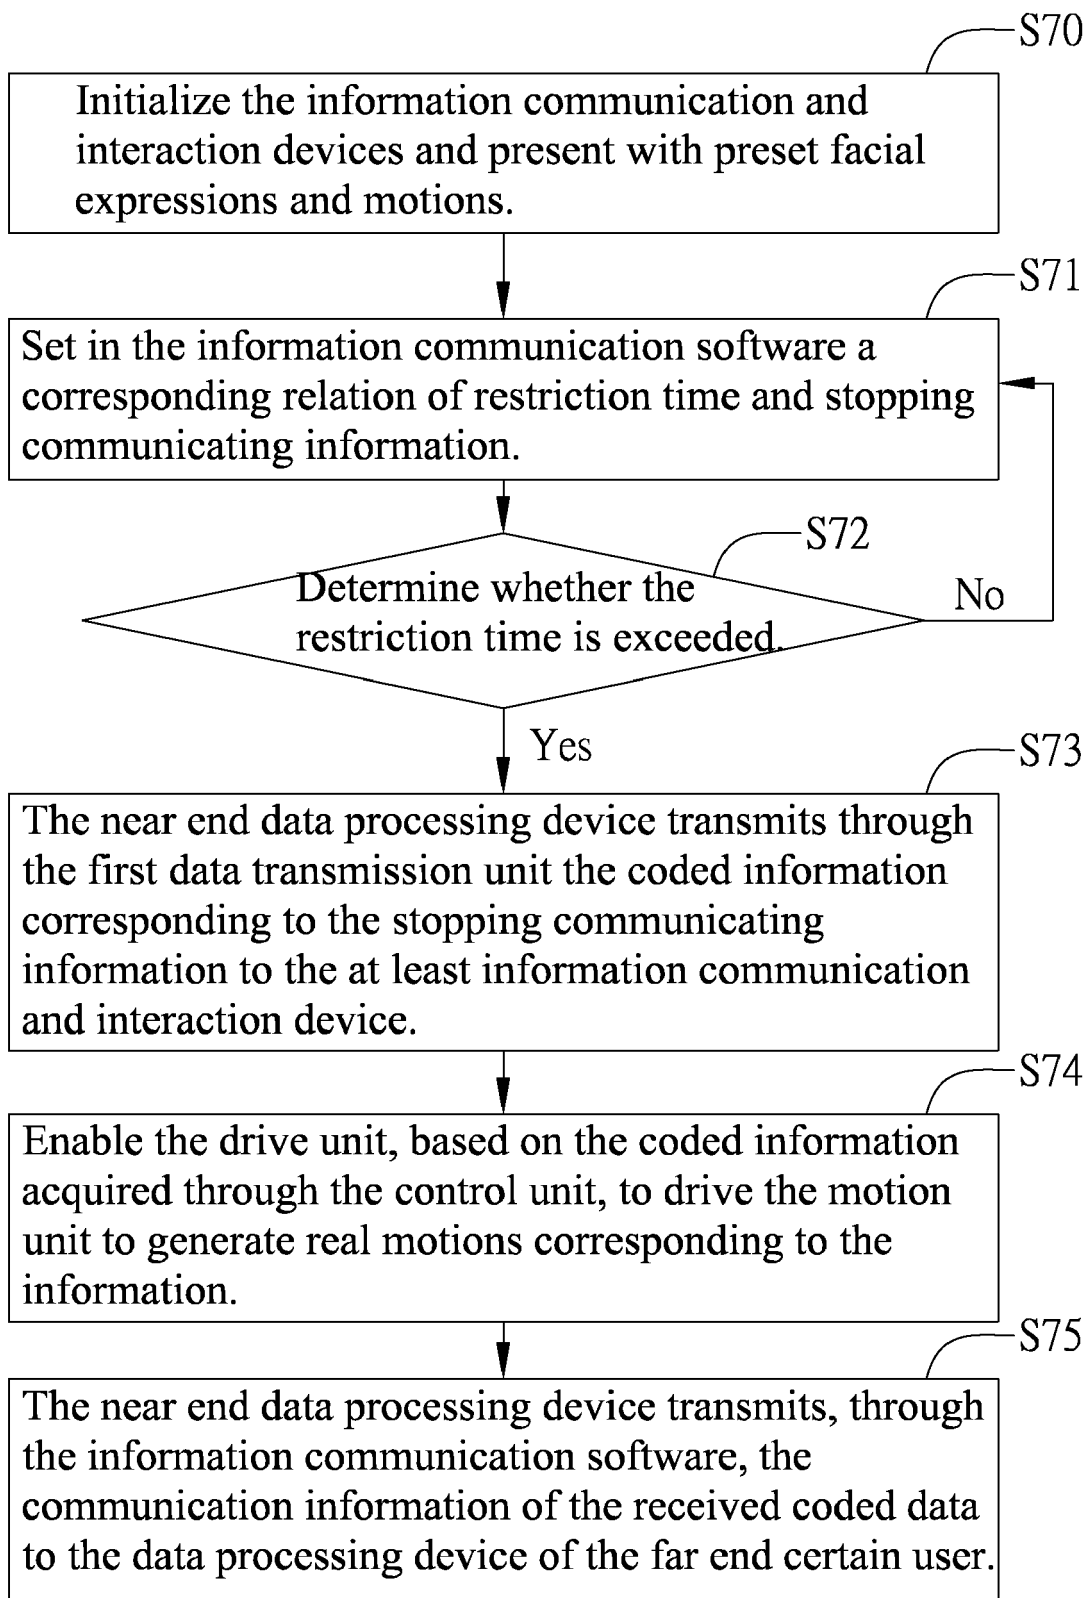 S70
Initialize the information communication and
interaction devices and present with preset facial
expressions and motions.
S71
Set in the information communication software a
corresponding relation of restriction time and stopping
communicating information.
S72
Determine whether the
restriction time is exceeded.
No
Yes
S73
The near end data processing device transmits through
the first data transmission unit the coded information
corresponding to the stopping communicating
information to the at least information communication
and interaction device.
S74
Enable the drive unit, based on the coded information
acquired through the control unit, to drive the motion
unit to generate real motions corresponding to the
information.
S75
The near end data processing device transmits, through
the information communication software, the
communication information of the received coded data
to the data processing device of the far end certain user.